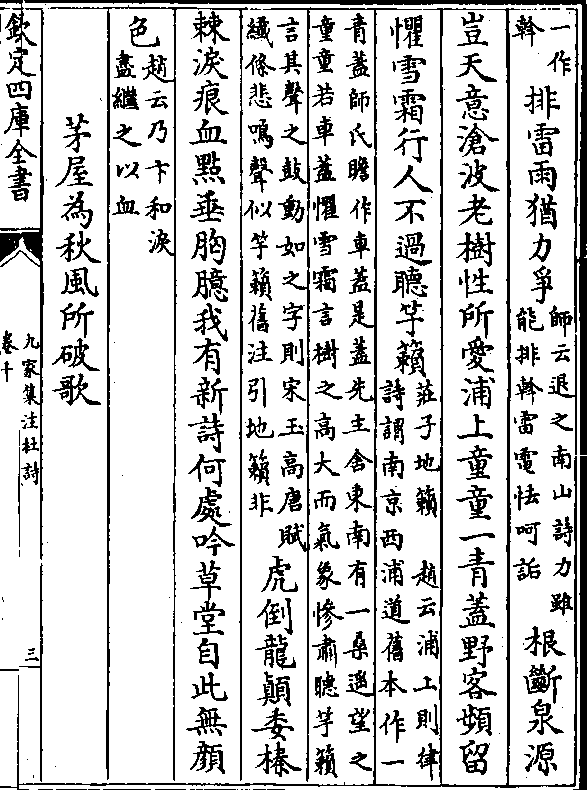 一作幹排雷雨猶力爭師云退之南山詩力雖能排幹雷電怯呵詬根斷泉源
豈天意滄波老樹性所愛浦上童童一青蓋野客頻留
懼雪霜行人不過聽竽籟莊子地籟　趙云浦上則律詩謂南京西浦道舊本作一
青蓋師氏瞻作車蓋是蓋先主舍東南有一桑遙望之
童童若車蓋懼雪霜言樹之高大而氣象慘肅聽竽籟
言其聲之鼓動如之字則宋玉高唐賦纖條悲鳴聲似竽籟舊注引地籟非虎倒龍顛委榛
棘淚痕血點垂胸臆我有新詩何處吟草堂自此無顏
色趙云乃卞和淚盡繼之以血
茅屋為秋風所破歌
欽定四庫全書
九家集注杜詩
卷十
三